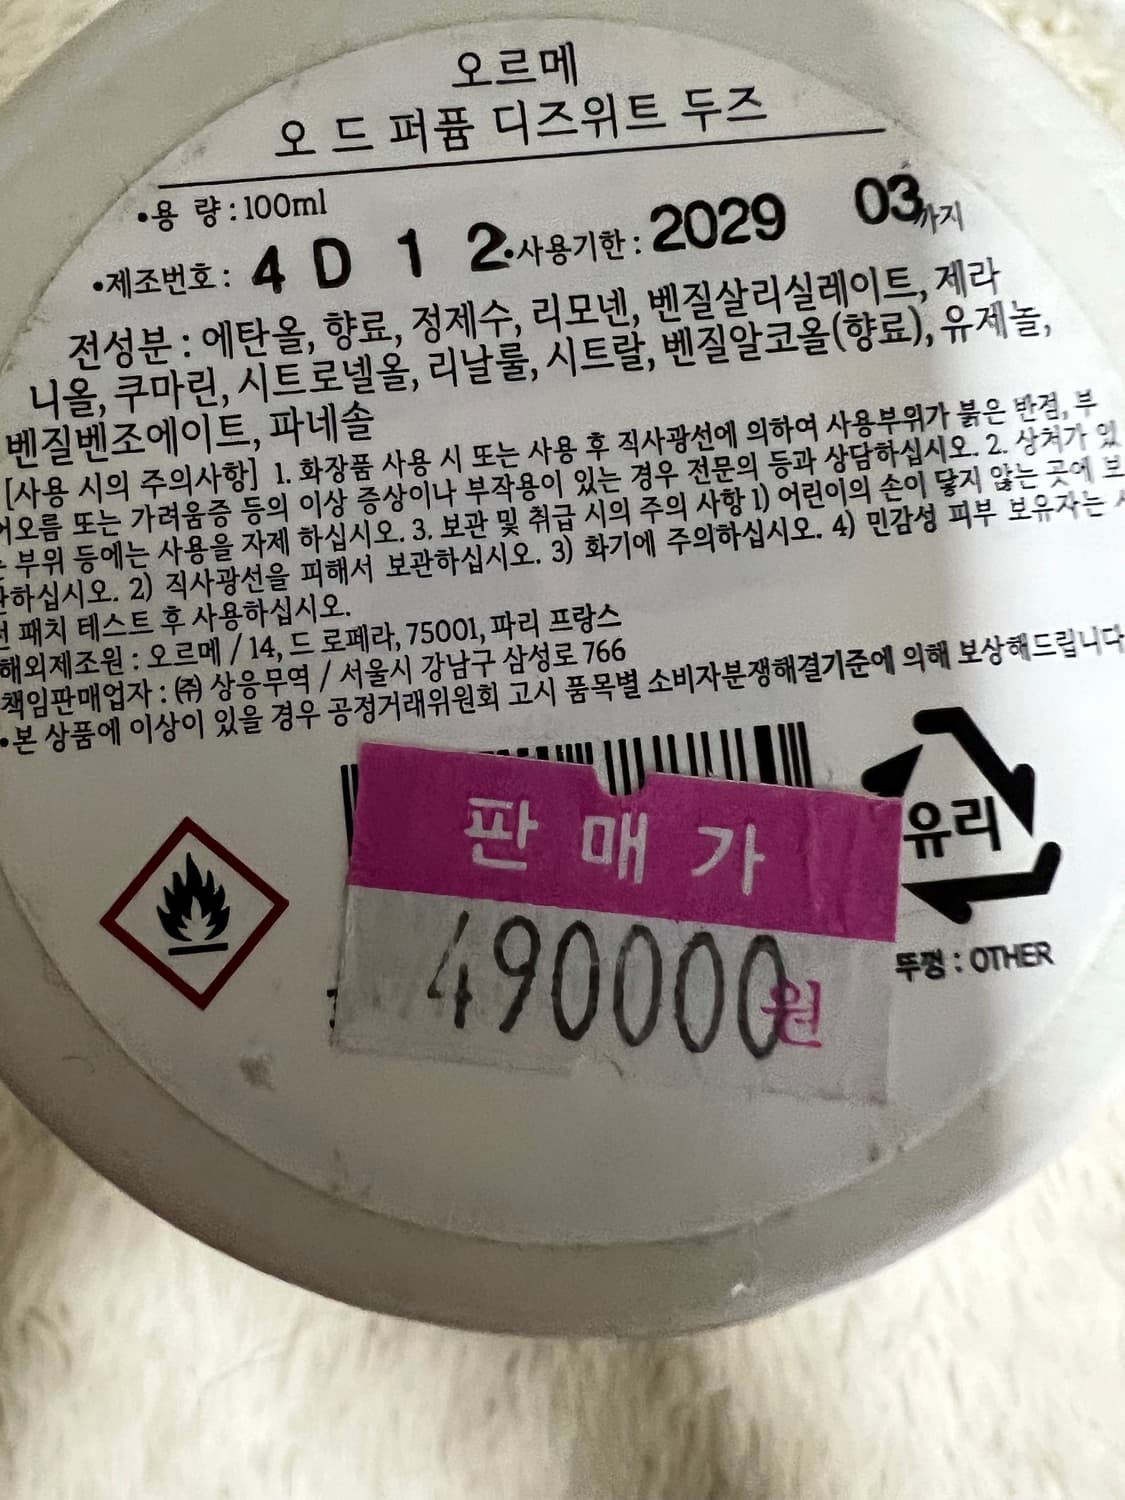 오르메
오 드 퍼퓸 디즈위트 두즈
•용 량 : 100ml
•제조번호 : 4 D 1 2 •사용기한 : 2029 03까지
전성분 : 에탄올, 향료, 정제수, 리모넨, 벤질살리실레이트, 제라
니올, 쿠마린, 시트로넬올, 리날룰, 시트랄, 벤질알코올(향료), 유제놀,
벤질벤조에이트, 파네솔
[사용 시의 주의사항] 1. 화장품 사용 시 또는 사용 후 직사광선에 의하여 사용부위가 붉은 반점, 부
어오름 또는 가려움증 등의 이상 증상이나 부작용이 있는 경우 전문의 등과 상담하십시오. 2. 상처가 있
는 부위 등에는 사용을 자제 하십시오. 3. 보관 및 취급 시의 주의 사항 1) 어린이의 손이 닿지 않는 곳에 보
관하십시오. 2) 직사광선을 피해서 보관하십시오. 3) 화기에 주의하십시오. 4) 민감성 피부 보유자는
전 패치 테스트 후 사용하십시오.
해외제조원 : 오르메 / 14, 드 로페라, 75001, 파리 프랑스
책임판매업자 : ㈜ 상응무역 / 서울시 강남구 삼성로 766
•본 상품에 이상이 있을 경우 공정거래위원회 고시 품목별 소비자분쟁해결기준에 의해 보상해드립니다
판매가
490000원
유리
뚜껑 : OTHER